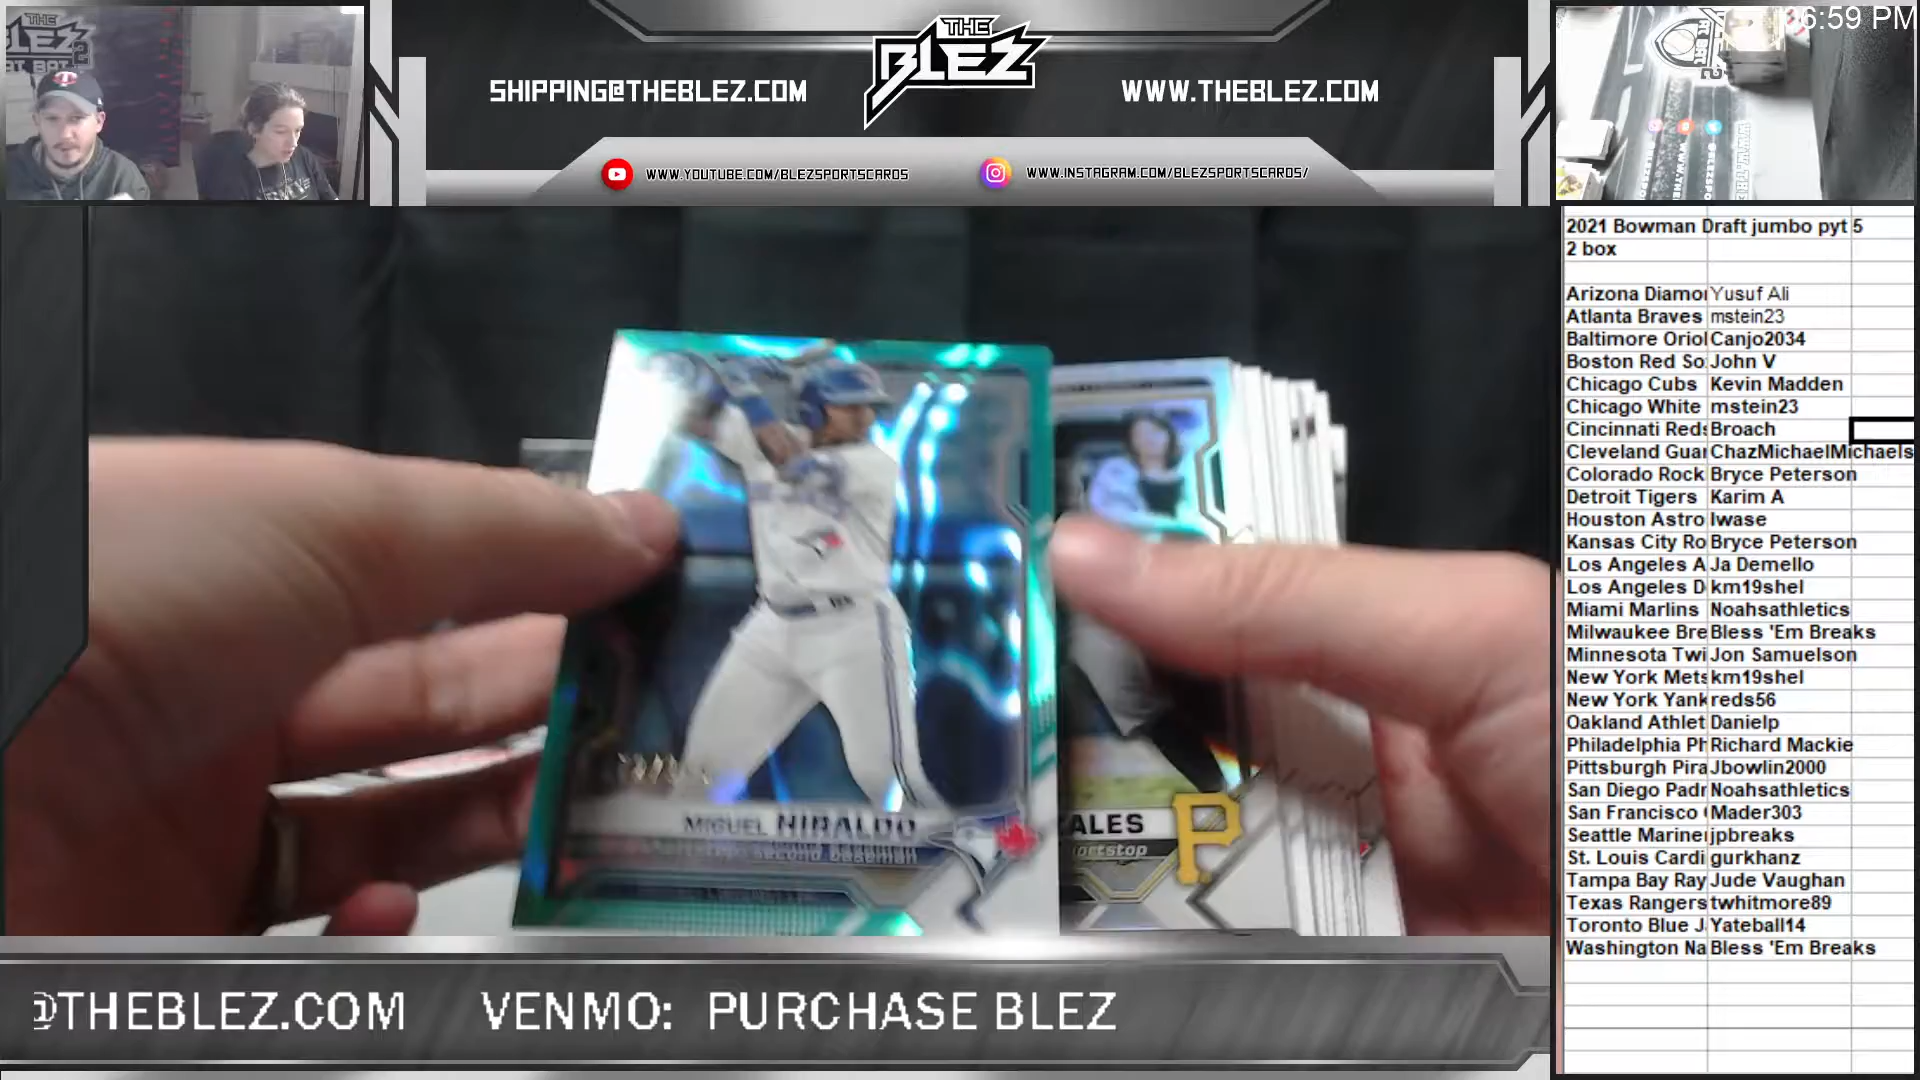 THE
BLEZ
SHIPPING@THEBLEZ.COM
WWW.THEBLEZ.COM
WWW.YOUTUBE.COM/BLEZSPORTSCARDS
WWW.INSTAGRAM.COM/BLEZSPORTSCARDS/
06:59 PM
2021 Bowman Draft jumbo pyt 5
2 box
Arizona Diamo Yusuf Ali
Atlanta Braves mstein23
Baltimore Oriol Canjo2034
Boston Red So John V
Chicago Cubs Kevin Madden
Chicago White mstein23
Cincinnati Reds Broach
Cleveland Guar ChazMichaelMichaels
Colorado Rock Bryce Peterson
Detroit Tigers Karim A
Houston Astro Iwase
Kansas City Ro Bryce Peterson
Los Angeles A Ja Demello
Los Angeles D km19shel
Miami Marlins Noahsathletics
Milwaukee Bre Bless 'Em Breaks
Minnesota Twi Jon Samuelson
New York Mets km19shel
New York Yank reds56
Oakland Athlet Danielp
Philadelphia Ph Richard Mackie
Pittsburgh Pira Jbowlin2000
San Diego Padr Noahsathletics
San Francisco Mader303
Seattle Mariner jpbreaks
St. Louis Cardi gurkhanz
Tampa Bay Ray Jude Vaughan
Texas Rangers twhitmore89
Toronto Blue J Yateball14
Washington Na Bless 'Em Breaks
MIGUEL HIRALDO
second baseman
ALES
ortstop
P
@THEBLEZ.COM VENMO: PURCHASE BLEZ